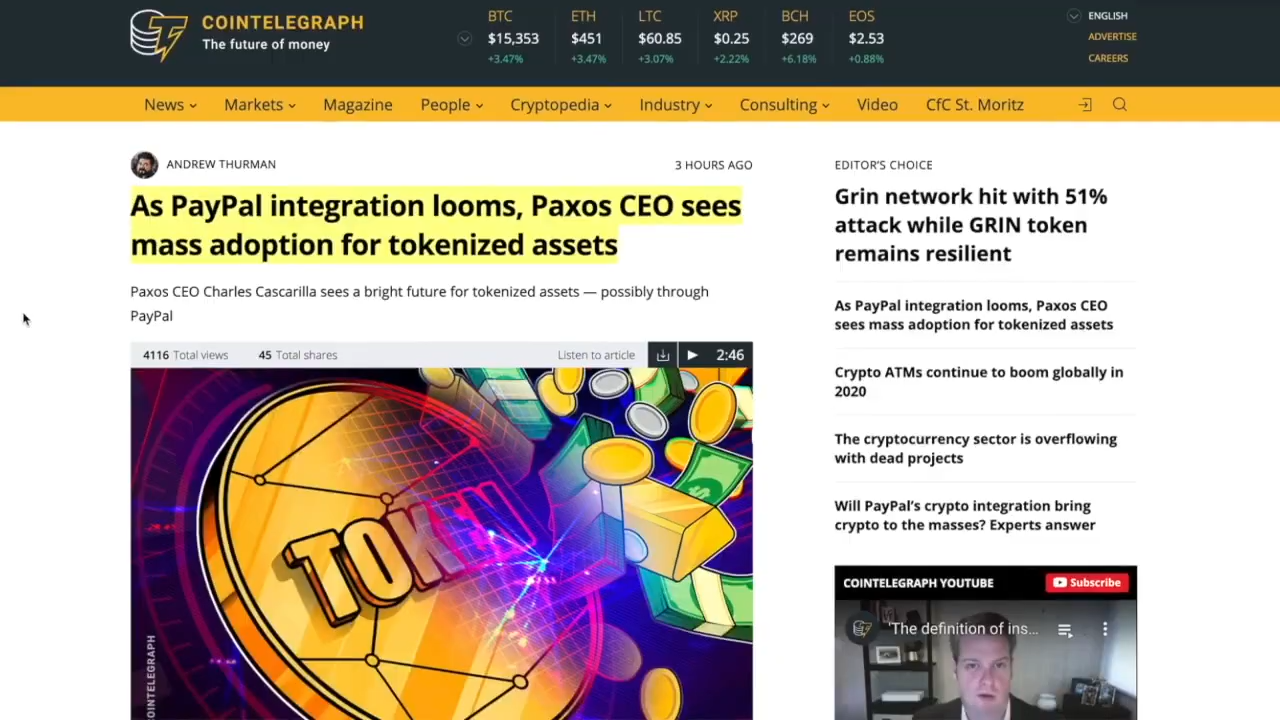 COINTELEGRAPH
The future of money
BTC
$15,353
+3.47%
ETH
$451
+3.47%
LTC
$60.85
+3.07%
XRP
$0.25
+2.22%
BCH
$269
+6.18%
EOS
$2.53
+0.88%
ENGLISH
ADVERTISE
CAREERS
News Markets Magazine People Cryptopedia Industry Consulting Video CfC St. Moritz
ANDREW THURMAN
3 HOURS AGO
As PayPal integration looms, Paxos CEO sees
mass adoption for tokenized assets
Paxos CEO Charles Cascarilla sees a bright future for tokenized assets — possibly through
PayPal
4116 Total views 45 Total shares Listen to article 2:46
TOKEN
COINTELEGRAPH
EDITOR'S CHOICE
Grin network hit with 51%
attack while GRIN token
remains resilient
As PayPal integration looms, Paxos CEO
sees mass adoption for tokenized assets
Crypto ATMs continue to boom globally in
2020
The cryptocurrency sector is overflowing
with dead projects
Will PayPal's crypto integration bring
crypto to the masses? Experts answer
COINTELEGRAPH YOUTUBE
Subscribe
'The definition of ins...